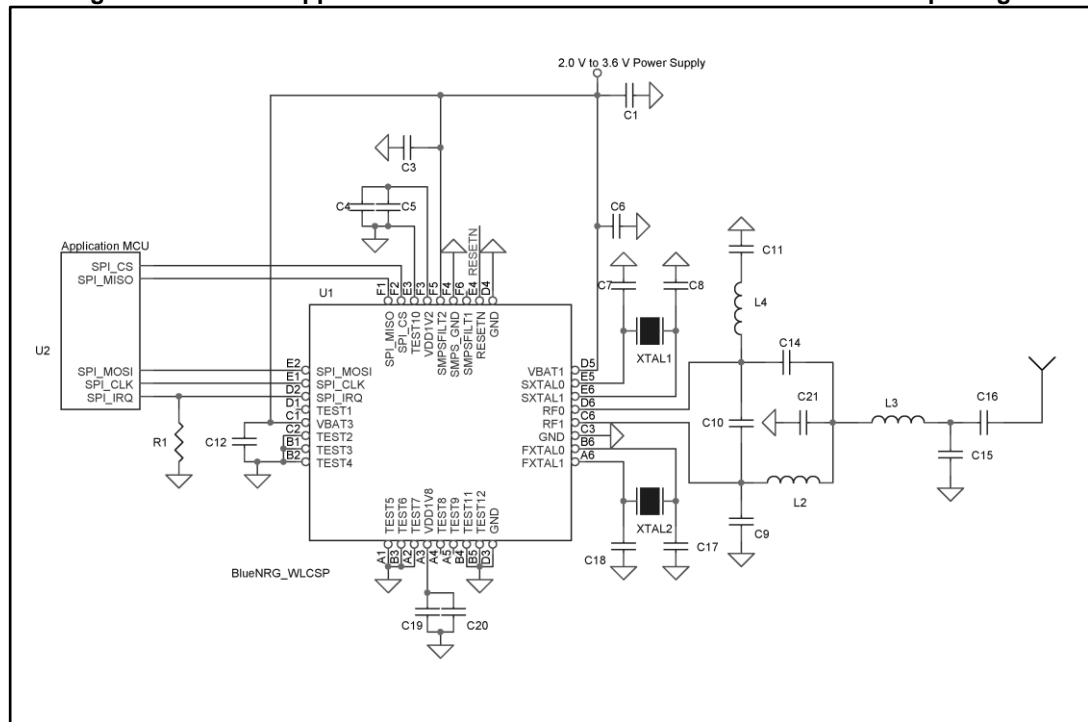 2.0 V to 3.6 V Power Supply
C1
C3
C4
C5
C6
C11
Application MCU
SPI_CS
SPI_MISO
U2
SPI_MOSI
SPI_CLK
SPI_IRQ
R1
C12
U1
F1
F2
E3
F3
F5
F4
F6
E4
D4
RESETN
SPI_MISO
SPI_CS
TEST10
VDD1V2
SMPSFILT2
SMPS_GND
SMPSFILT1
RESETN
GND
C7
C8
XTAL1
L4
C14
C21
C10
L3
C16
C15
L2
C9
E2 SPI_MOSI
E1 SPI_CLK
D2 SPI_IRQ
D1 TEST1
C1 VBAT3
C2 TEST2
B1 TEST3
B2 TEST4
VBAT1 D5
SXTAL0 E5
SXTAL1 E6
RF0 D6
RF1 C6
GND C3
FXTAL0 B6
FXTAL1 A6
XTAL2
C18
C17
TEST5
TEST6
TEST7
VDD1V8
TEST8
TEST9
TEST11
TEST12
GND
A1
B3
A2
A3
A4
A5
B4
B5
D3
BlueNRG_WLCSP
C19
C20